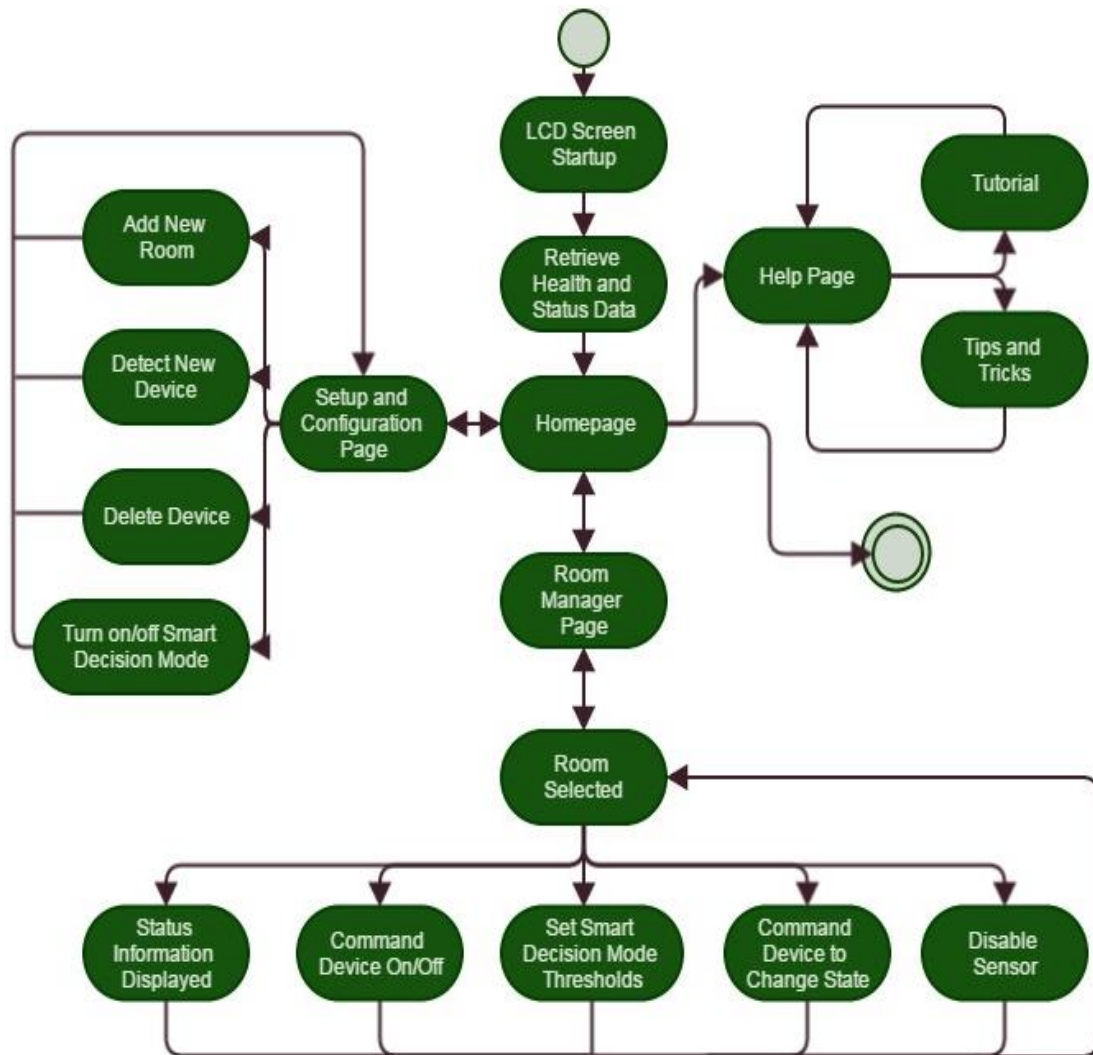 LCD Screen
Startup
Tutorial
Add New
Room
Retrieve
Health and
Status Data
Help Page
Tips and
Tricks
Detect New
Device
Setup and
Configuration
Page
Homepage
Delete Device
Room
Manager
Page
Turn on/off Smart
Decision Mode
Room
Selected
Status
Information
Displayed
Command
Device On/Off
Set Smart
Decision Mode
Thresholds
Command
Device to
Change State
Disable
Sensor